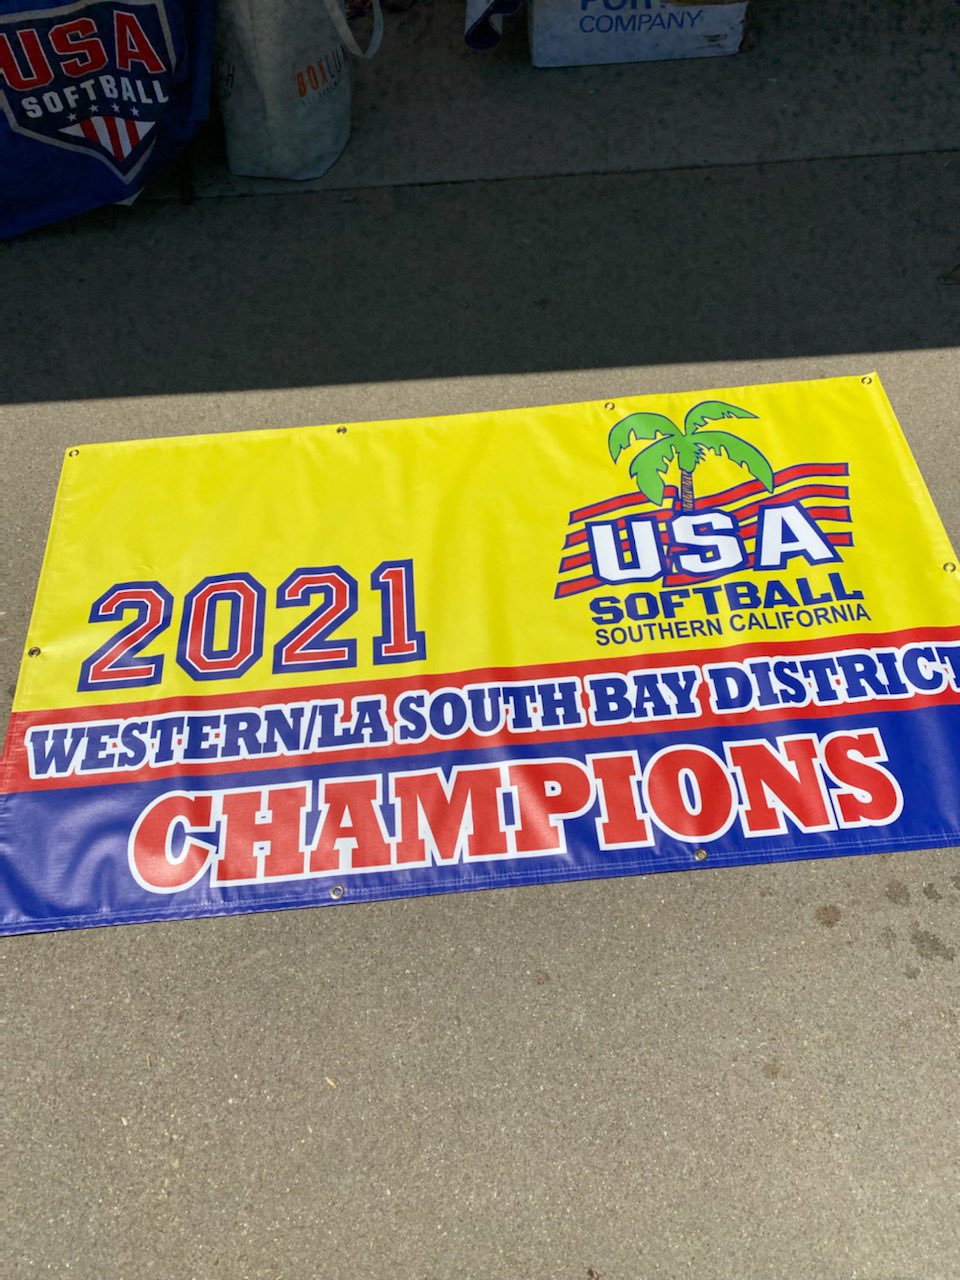 USA
SOFTBALL
COMPANY
2021
USA
SOFTBALL
SOUTHERN CALIFORNIA
WESTERN/LA SOUTH BAY DISTRICT
CHAMPIONS